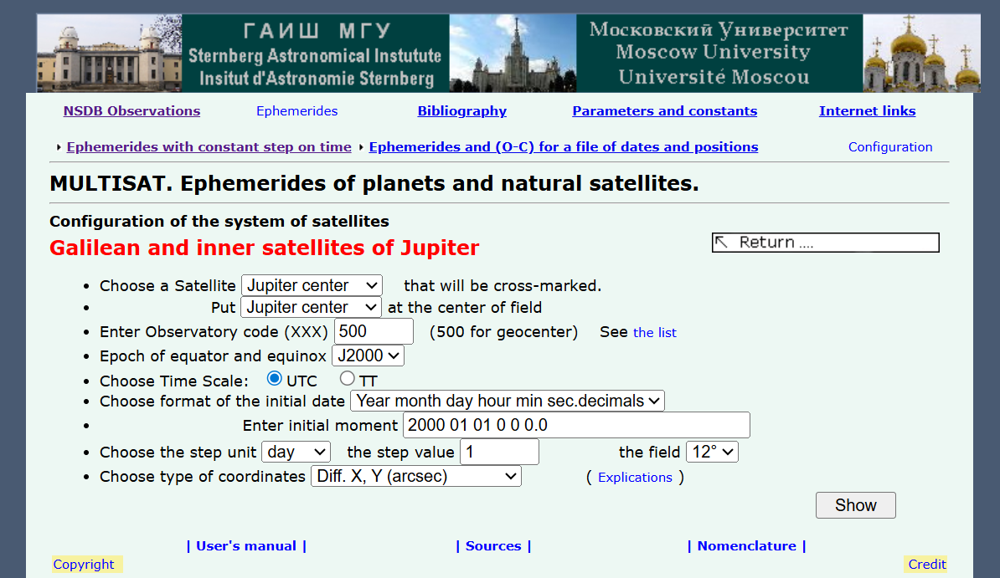 ГАИШ МГУ
Sternberg Astronomical Instutute
Insitut d'Astronomie Sternberg
Московский Университет
Moscow University
Université Moscou
NSDB Observations Ephemerides Bibliography Parameters and constants Internet links
Ephemerides with constant step on time Ephemerides and (O-C) for a file of dates and positions Configuration
MULTISAT. Ephemerides of planets and natural satellites.
Configuration of the system of satellites
Galilean and inner satellites of Jupiter
Return ....
Choose a Satellite Jupiter center that will be cross-marked.
Put Jupiter center at the center of field
Enter Observatory code (XXX) 500 (500 for geocenter) See the list
Epoch of equator and equinox J2000
Choose Time Scale: UTC TT
Choose format of the initial date Year month day hour min sec.decimals
Enter initial moment 2000 01 01 0 0 0.0
Choose the step unit day the step value 1 the field 12°
Choose type of coordinates Diff. X, Y (arcsec) ( Explications )
Show
| User's manual | | Sources | | Nomenclature |
Copyright Credit